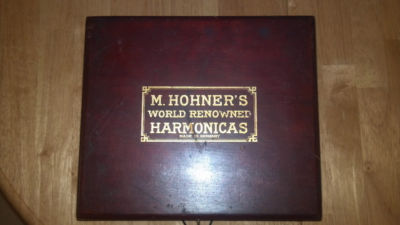 M. HOHNER'S
WORLD RENOWNED
HARMONICAS
MADE IN GERMANY